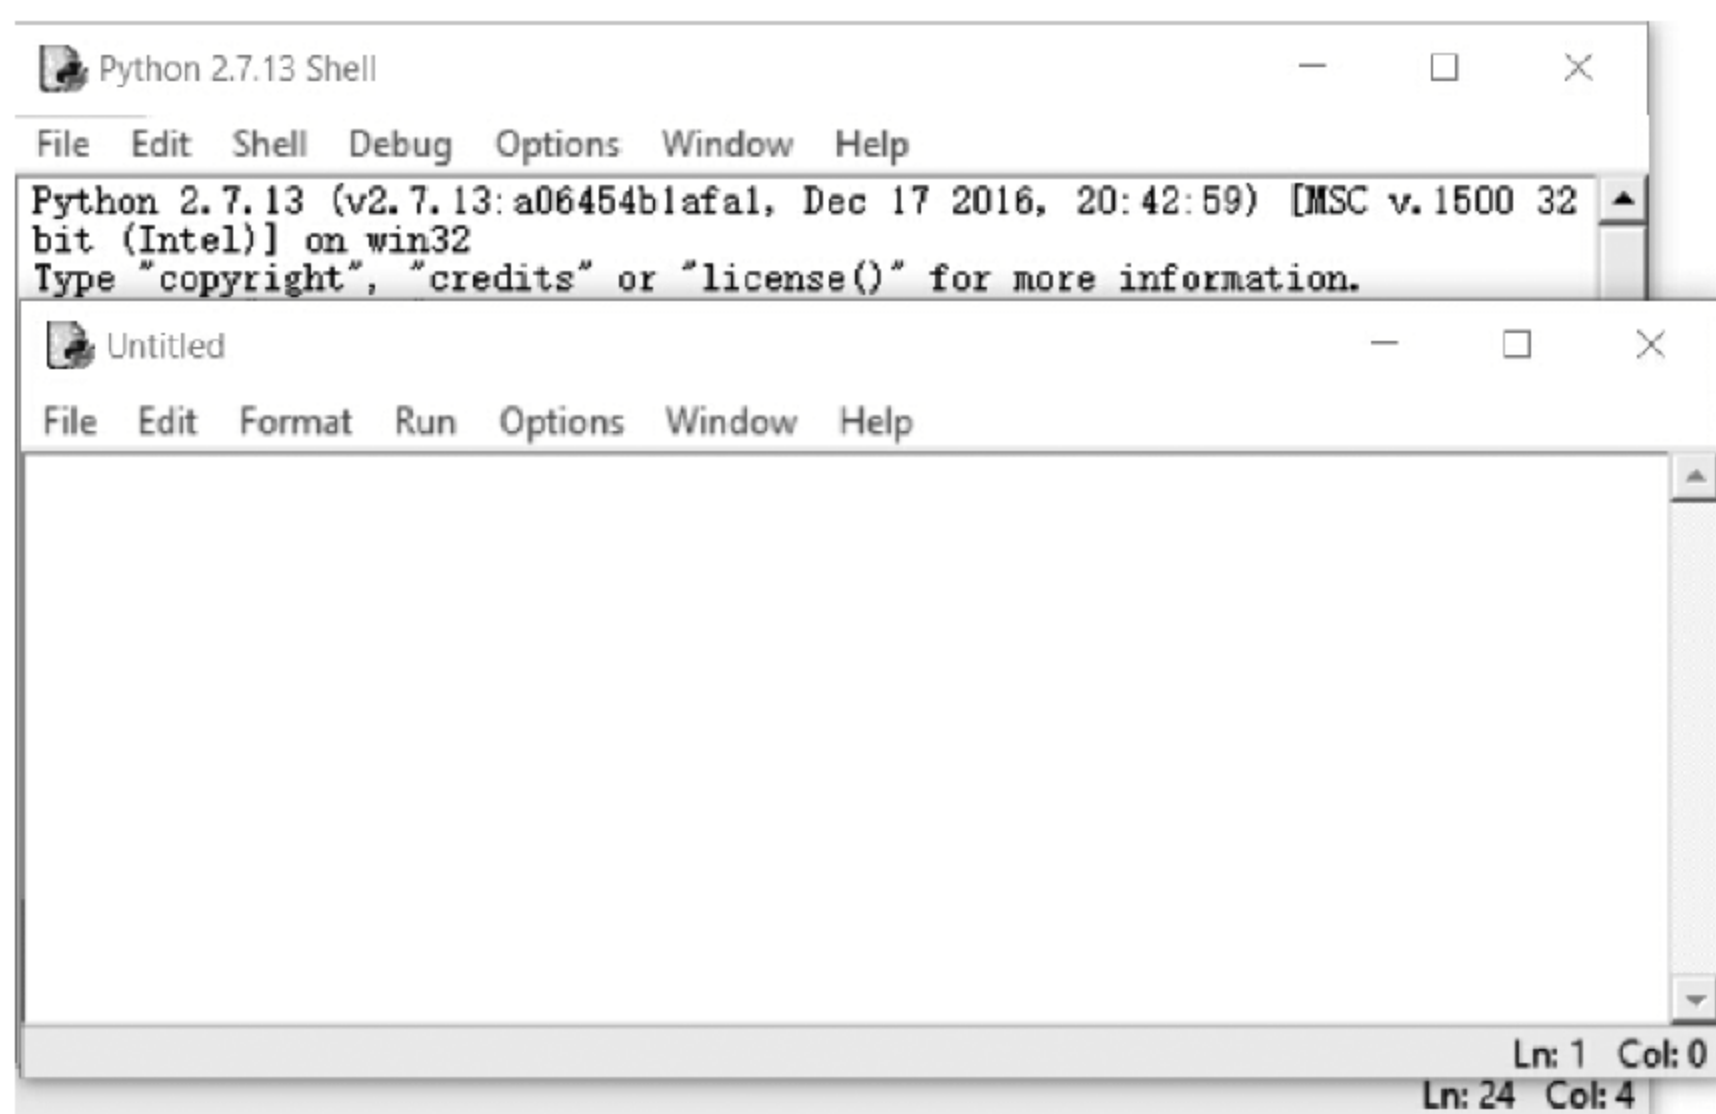 Python 2.7.13 Shell
File Edit Shell Debug Options Window Help
Python 2.7.13 (v2.7.13:a06454b1afa1, Dec 17 2016, 20:42:59) [MSC v.1500 32
bit (Intel)] on win32
Type "copyright", "credits" or "license()" for more information.
Untitled
File Edit Format Run Options Window Help
Ln: 1 Col: 0
Ln: 24 Col: 4